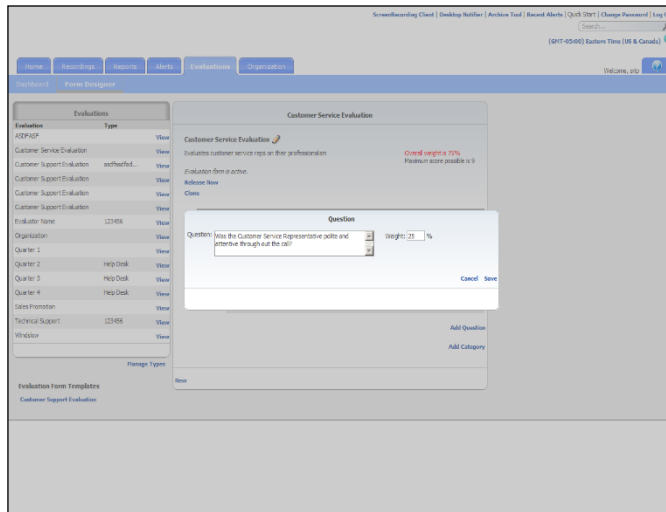 ScreenRecording Client | Desktop Notifier | Archive Tool | Recent Alerts | Quick Start | Change Password | Log
Search...
(GMT-05:00) Eastern Time (US & Canada)
Home Recordings Reports Alerts Evaluations Organization
Welcome,
Dashboard Form Designer
Evaluations
Evaluation Type
ASDFASF View
Customer Service Evaluation View
Customer Support Evaluation View
Customer Support Evaluation View
Customer Support Evaluation View
Customer Support Evaluation View
Evaluator Name 123456 View
Organization View
Quarter 1 View
Quarter 2 Help Desk View
Quarter 3 Help Desk View
Quarter 4 Help Desk View
Sales Promotion View
Technical Support 123456 View
Windslow View
Manage Types
Evaluation Form Templates
Customer Support Evaluation
Customer Service Evaluation
Customer Service Evaluation
Evaluates customer service reps on their professionalism
Overall weight is 75%
Maximum score possible is 9
Evaluation form is active.
Release Now
Clone
Question
Question: Was the Customer Service Representative polite and
attentive through out the call?
Weight: 25 %
Cancel Save
Add Question
Add Category
New